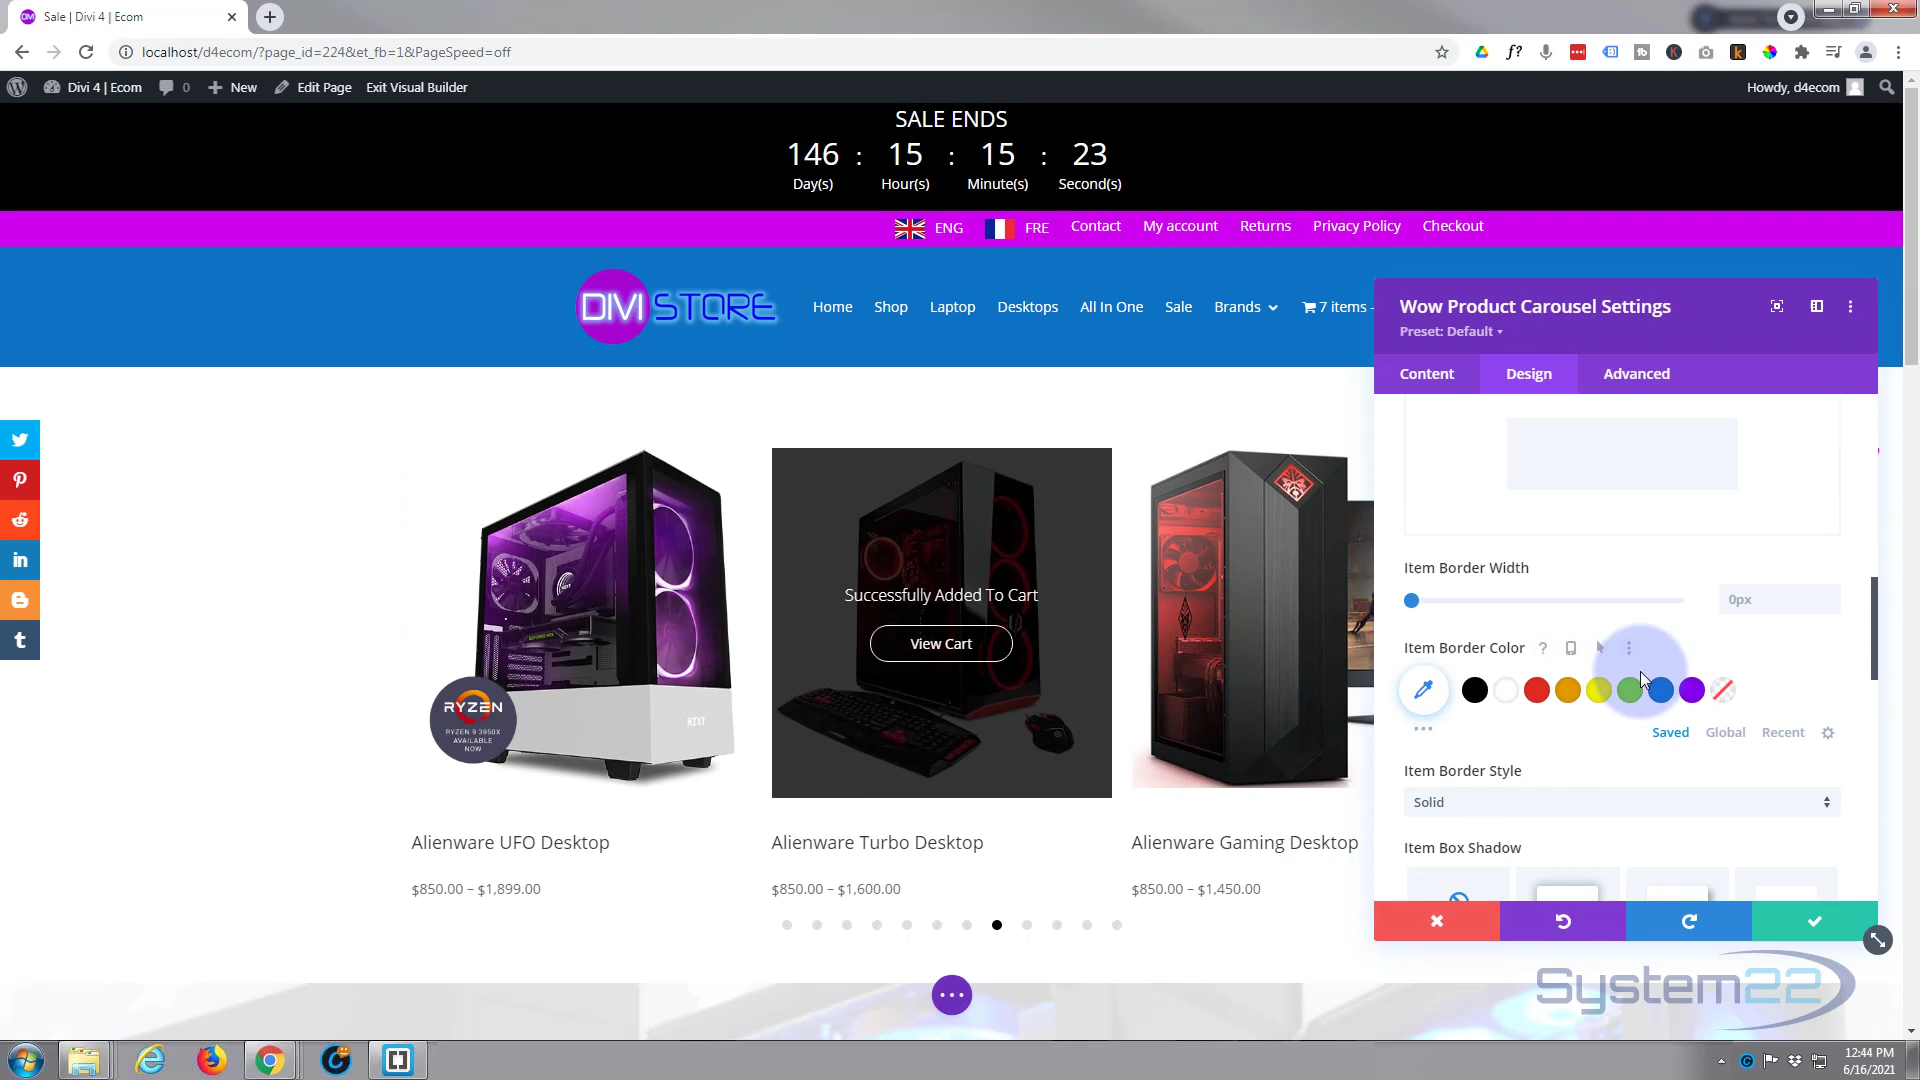 Sale | Divi 4 | Ecom
localhost/d4ecom/?page_id=224&et_fb=1&PageSpeed=off
Divi 4 | Ecom
0
New
Edit Page
Exit Visual Builder
Howdy, d4ecom
SALE ENDS
146 : 15 : 15 : 23
Day(s) Hour(s) Minute(s) Second(s)
ENG FRE Contact My account Returns Privacy Policy Checkout
DIVI STORE
Home Shop Laptop Desktops All In One Sale Brands 7 items -
Wow Product Carousel Settings
Preset: Default
Content Design Advanced
Item Border Width
0px
Item Border Color
Saved Global Recent
Item Border Style
Solid
Item Box Shadow
Successfully Added To Cart
View Cart
RYZEN
RYZEN 9 3950X
AVAILABLE
NOW
NZXT
Alienware UFO Desktop
$850.00 – $1,899.00
Alienware Turbo Desktop
$850.00 – $1,600.00
Alienware Gaming Desktop
$850.00 – $1,450.00
System22
12:44 PM
6/16/2021